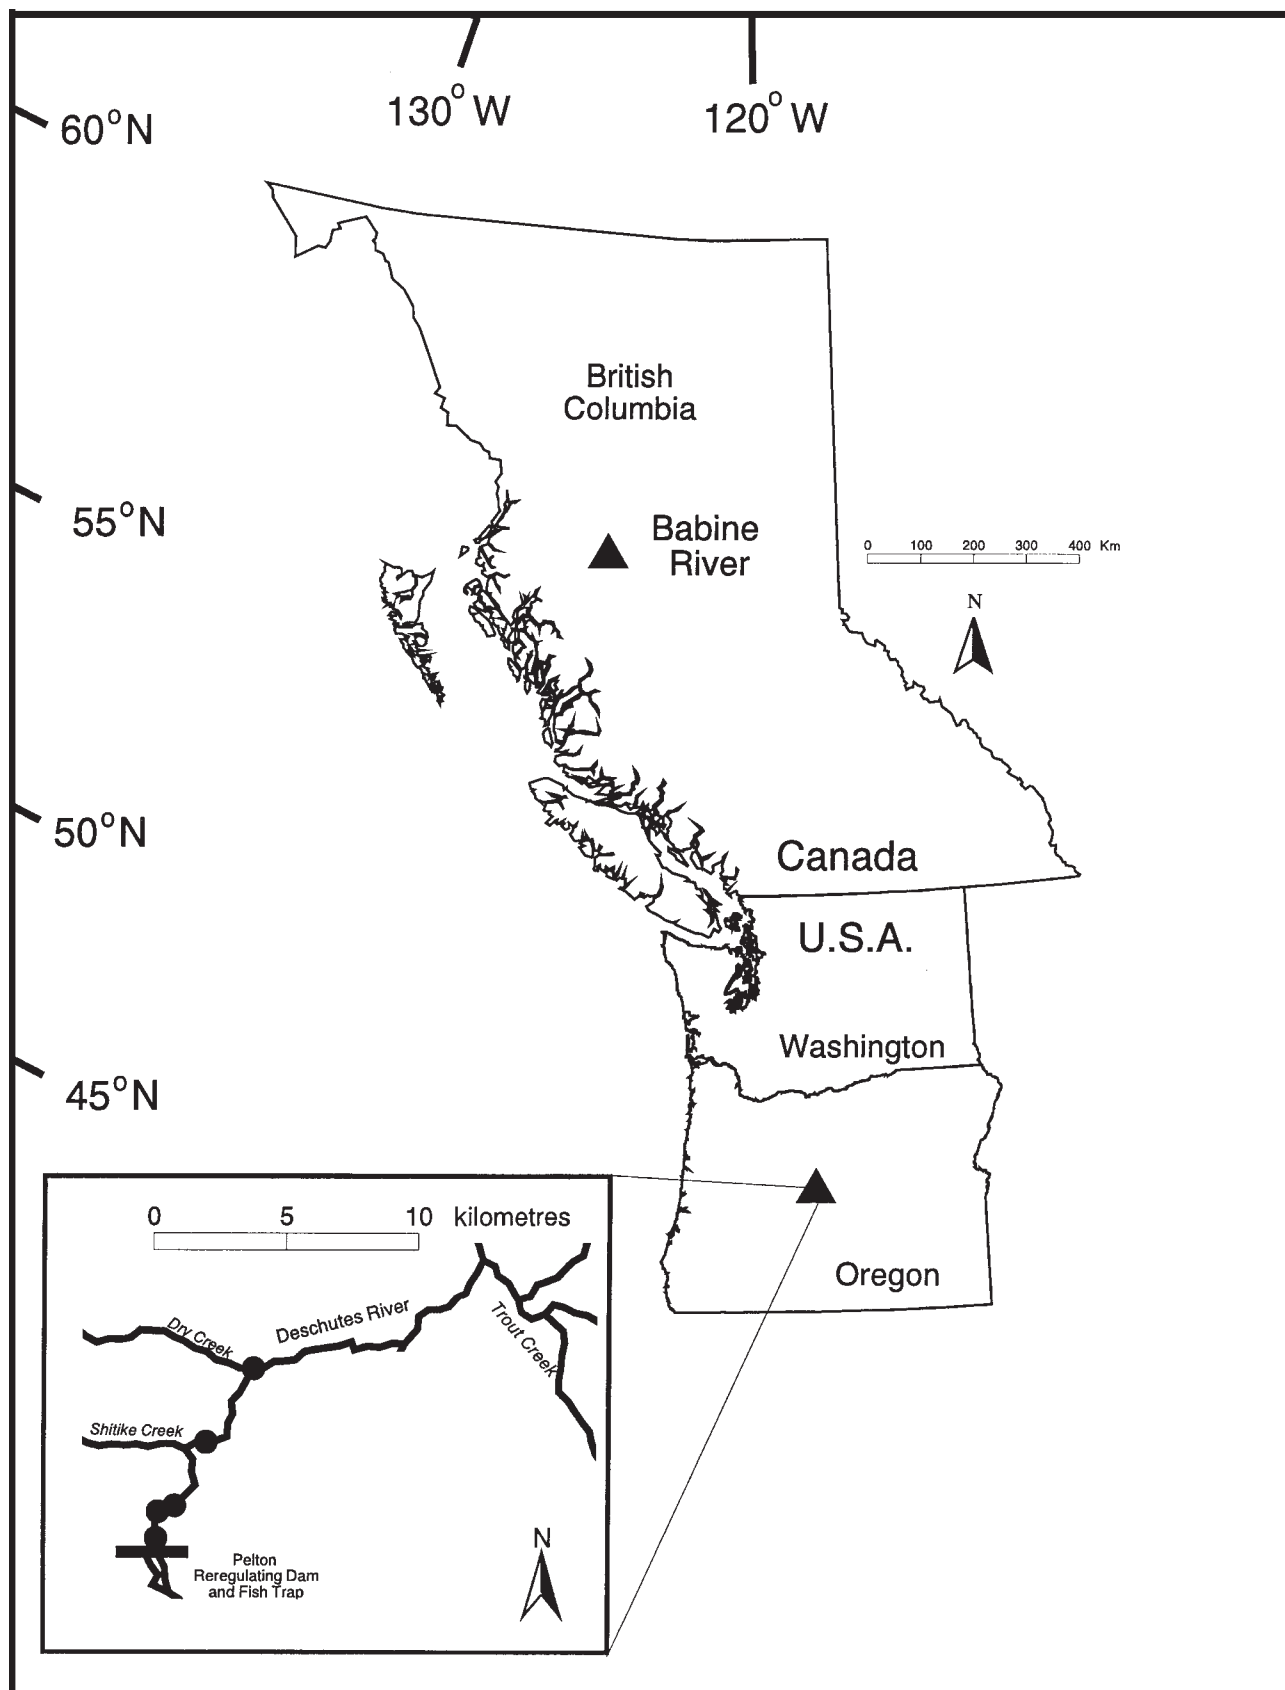 130° W
120° W
60°N
British
Columbia
55°N
Babine
River
0 100 200 300 400 Km
N
50°N
Canada
U.S.A.
Washington
45°N
0 5 10 kilometres
Oregon
Deschutes River
Dry Creek
Trout Creek
Shitike Creek
N
Pelton
Reregulating Dam
and Fish Trap